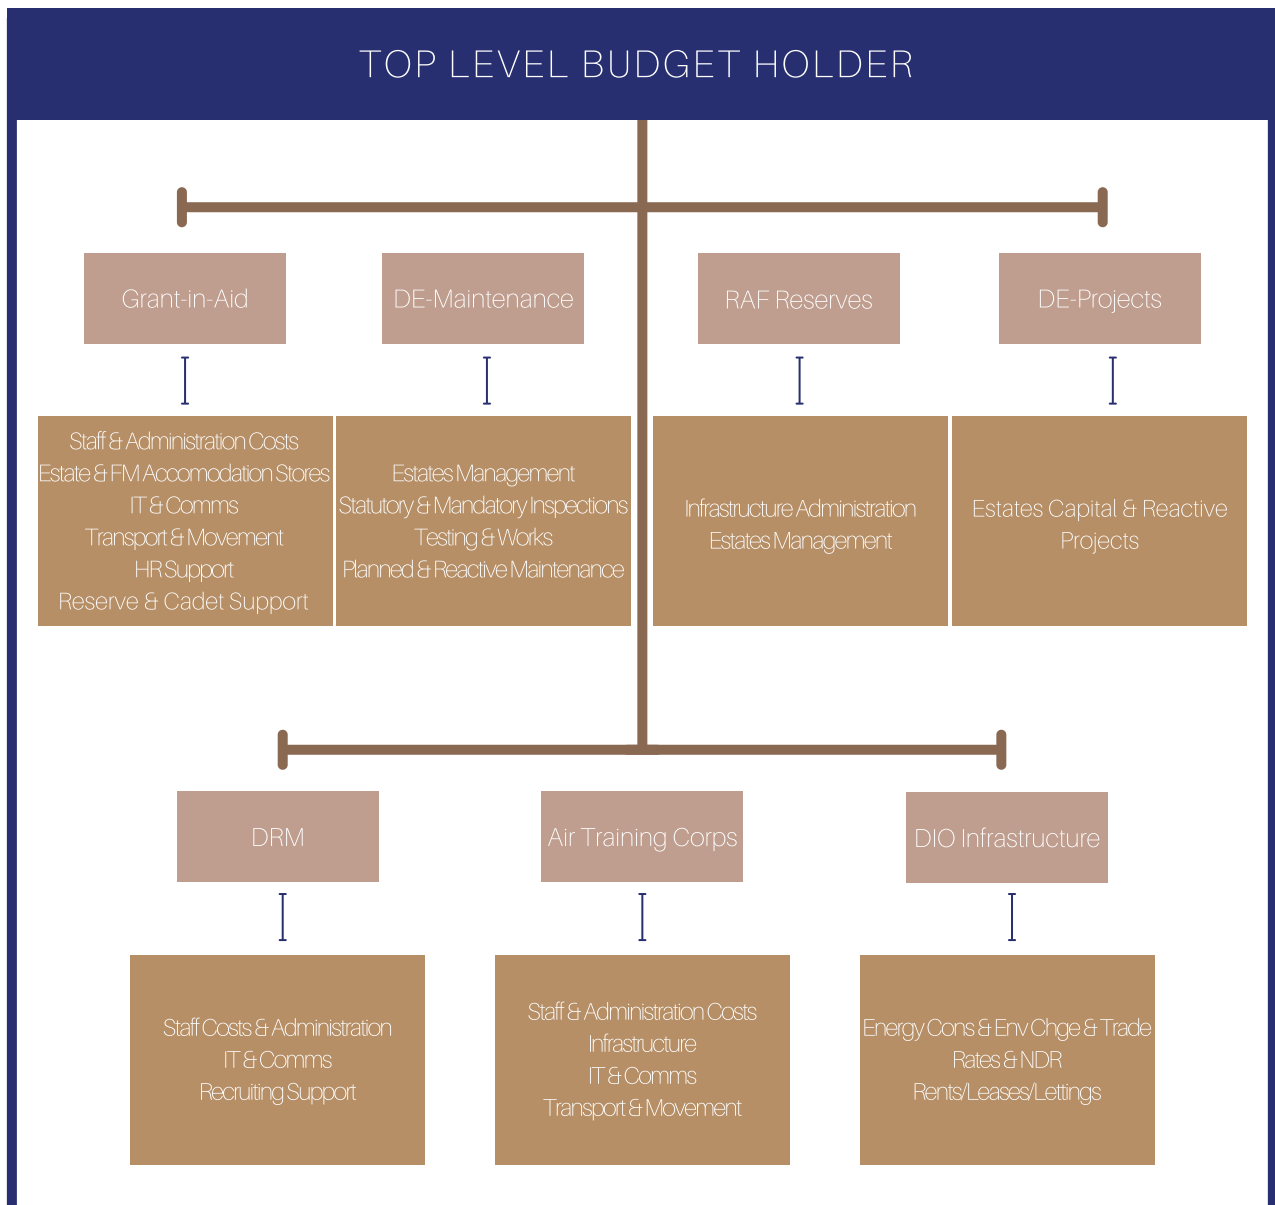 TOP LEVEL BUDGET HOLDER
Grant-in-Aid
DE-Maintenance
RAF Reserves
DE-Projects
Staff & Administration Costs
Estate & FM Accomodation Stores
IT & Comms
Transport & Movement
HR Support
Reserve & Cadet Support
Estates Management
Statutory & Mandatory Inspections
Testing & Works
Planned & Reactive Maintenance
Infrastructure Administration
Estates Management
Estates Capital & Reactive
Projects
DRM
Air Training Corps
DIO Infrastructure
Staff Costs & Administration
IT & Comms
Recruiting Support
Staff & Administration Costs
Infrastructure
IT & Comms
Transport & Movement
Energy Cons & Env Chge & Trade
Rates & NDR
Rents/Leases/Lettings